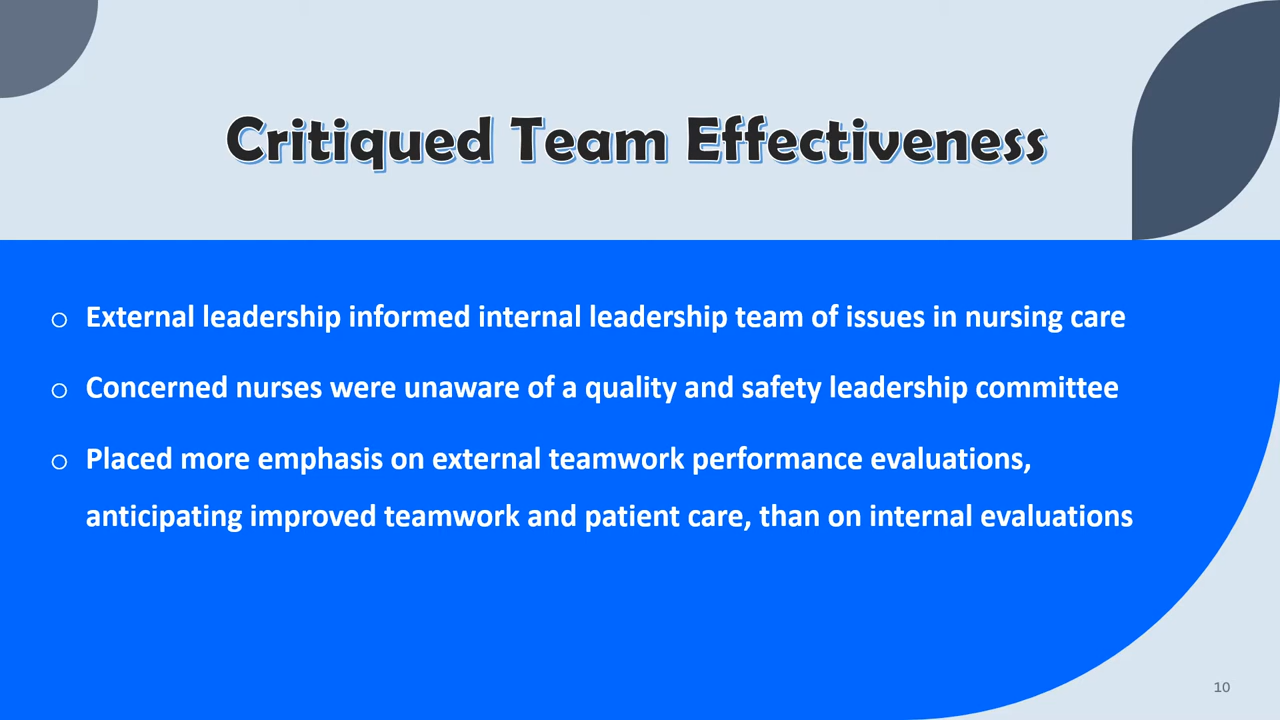 Critiqued Team Effectiveness
o External leadership informed internal leadership team of issues in nursing care
o Concerned nurses were unaware of a quality and safety leadership committee
o Placed more emphasis on external teamwork performance evaluations,
anticipating improved teamwork and patient care, than on internal evaluations
10